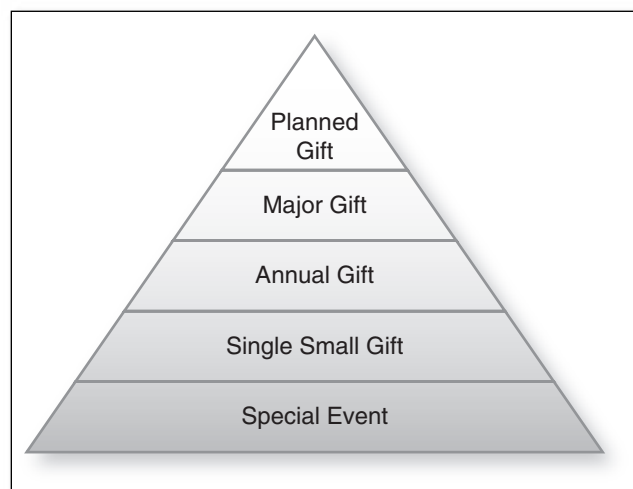 Planned
Gift
Major Gift
Annual Gift
Single Small Gift
Special Event